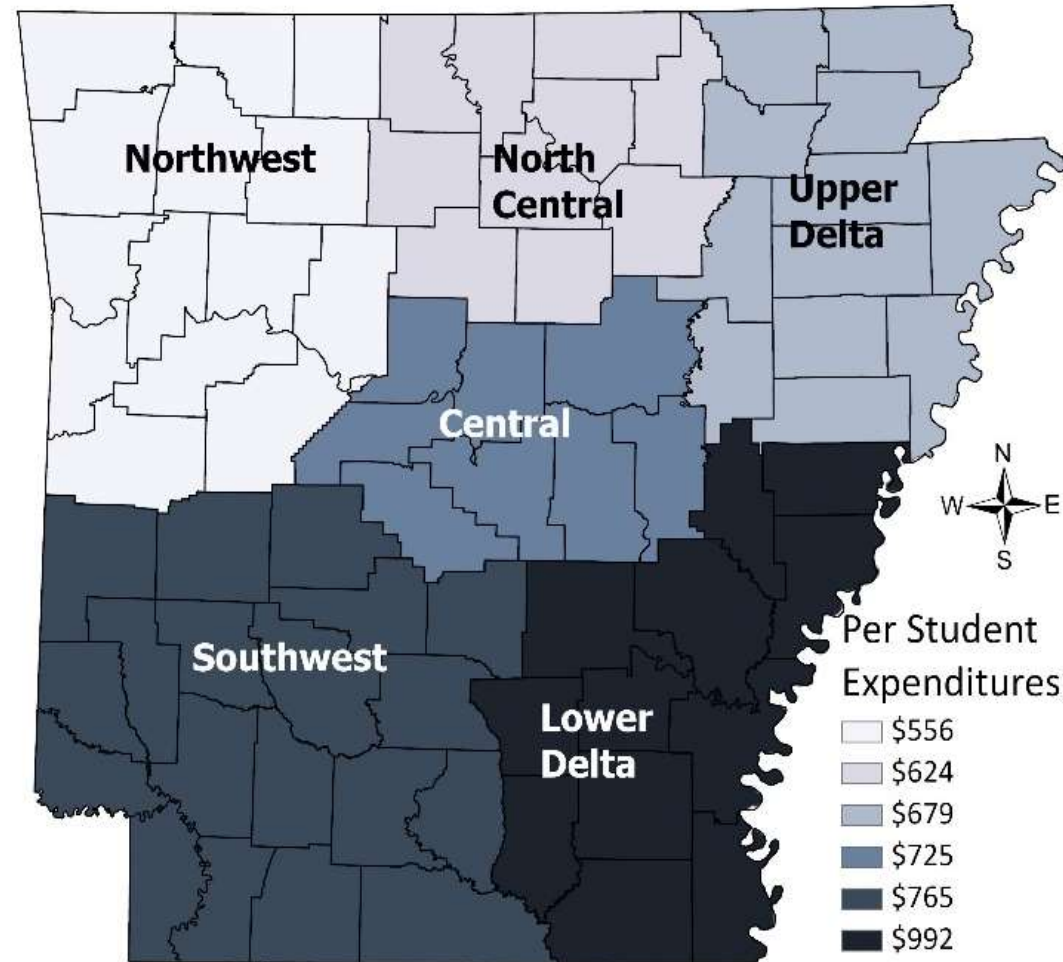 Northwest
North
Central
Upper
Delta
Central
Southwest
Lower
Delta
N
W
E
S
Per Student
Expenditures
$556
$624
$679
$725
$765
$992